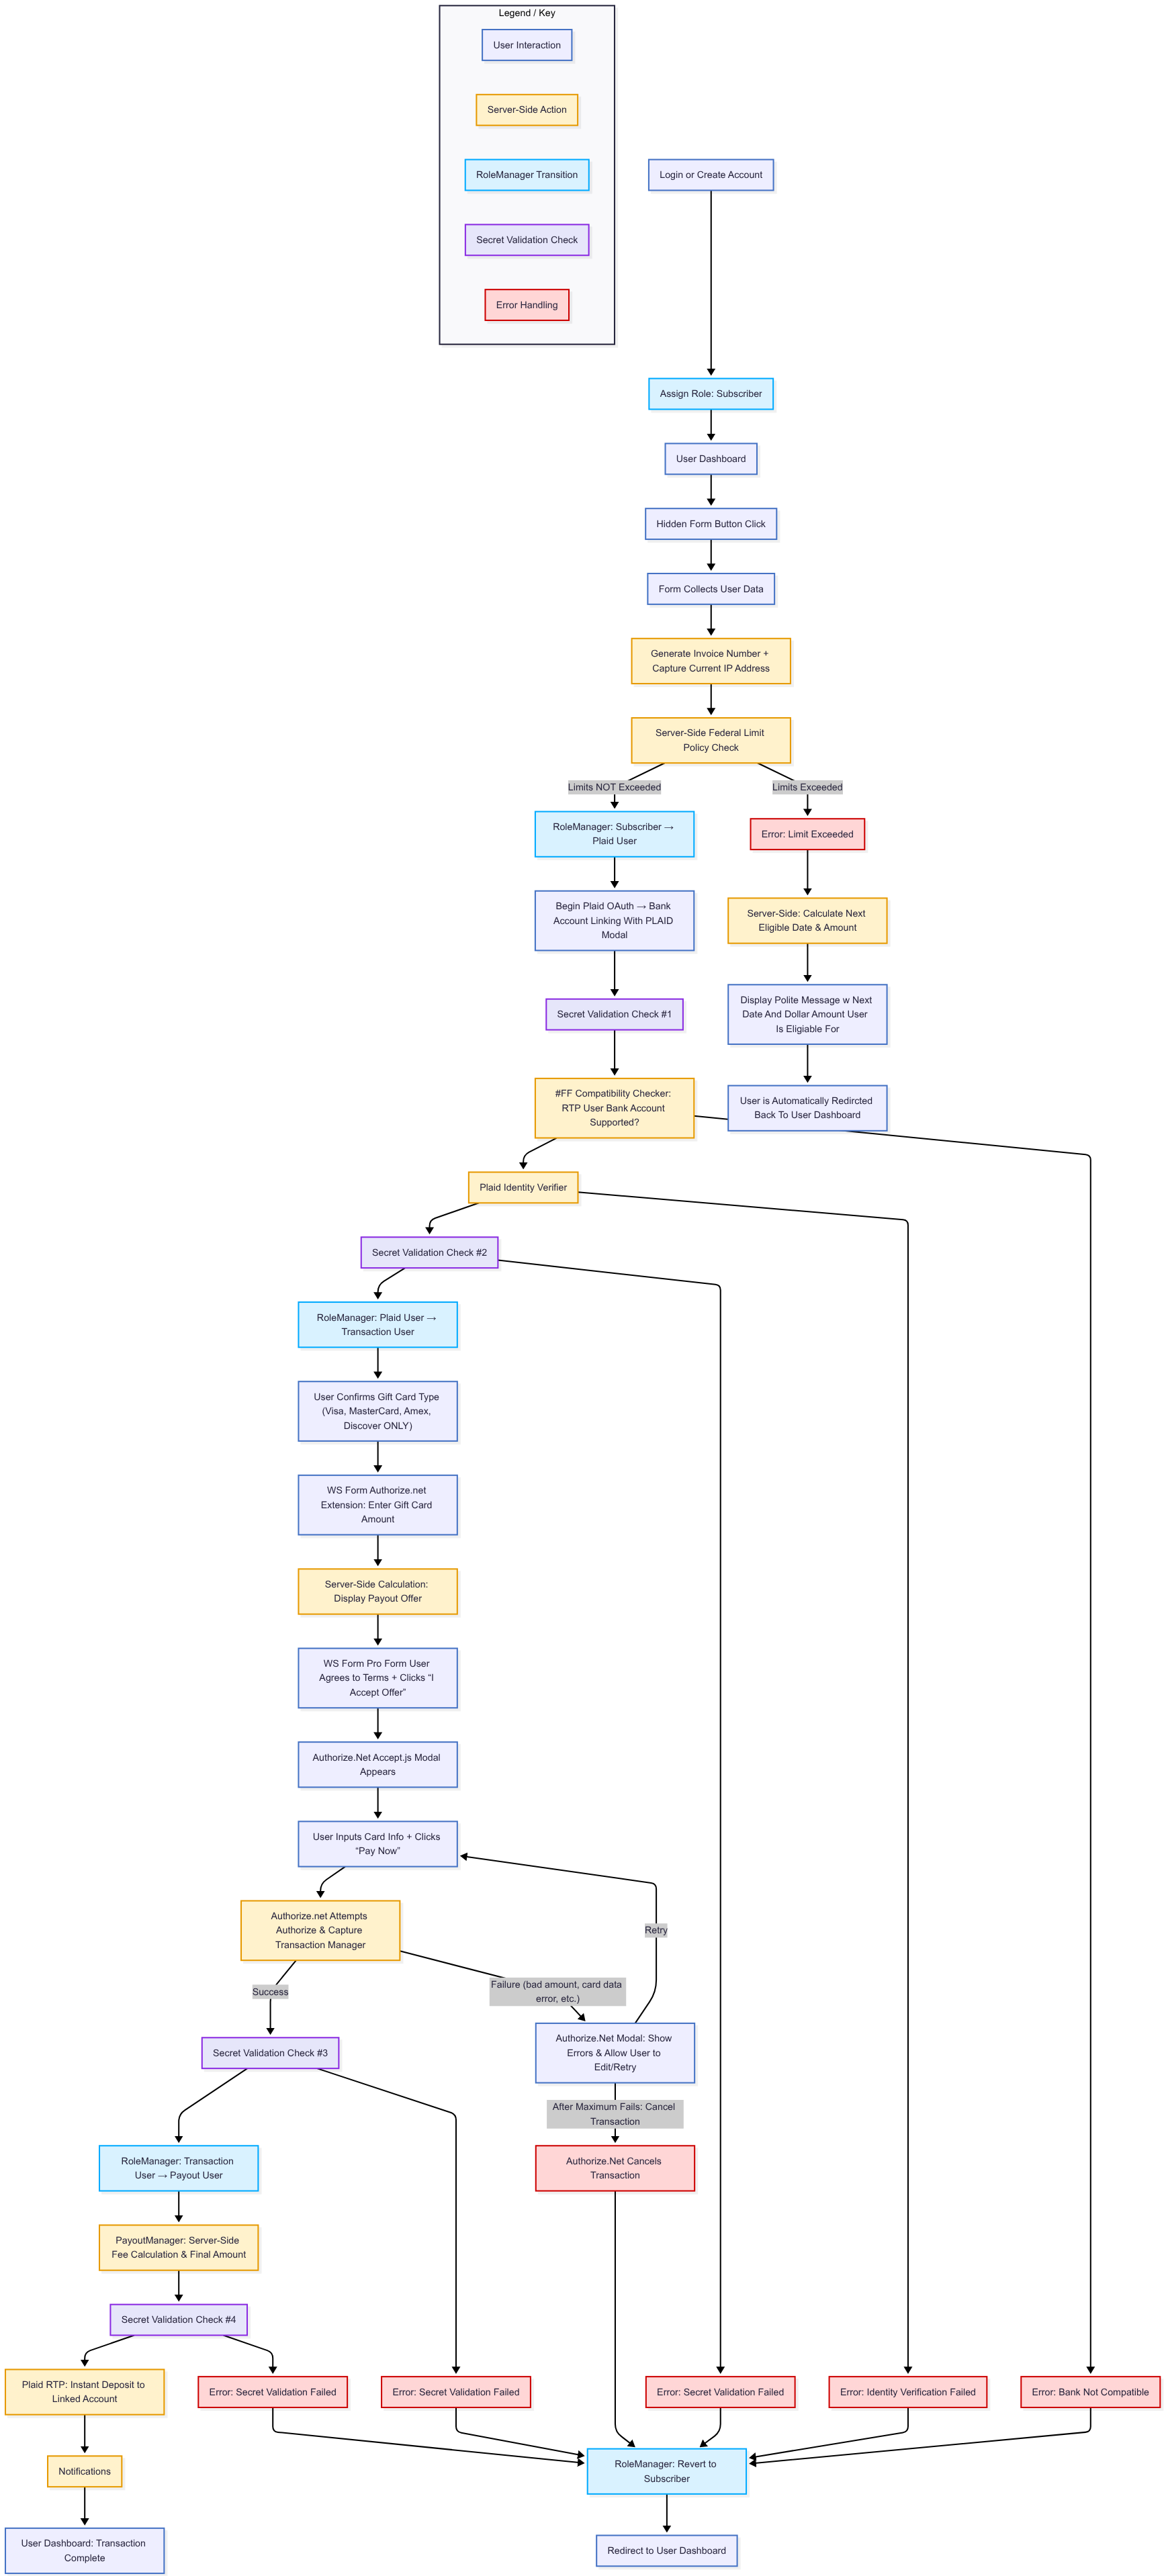 Legend / Key
User Interaction
Server-Side Action
RoleManager Transition
Secret Validation Check
Error Handling
Login or Create Account
Assign Role: Subscriber
User Dashboard
Hidden Form Button Click
Form Collects User Data
Generate Invoice Number +
Capture Current IP Address
Server-Side Federal Limit
Policy Check
Limits NOT Exceeded
Limits Exceeded
RoleManager: Subscriber →
Plaid User
Error: Limit Exceeded
Begin Plaid OAuth → Bank
Account Linking With PLAID
Modal
Server-Side: Calculate Next
Eligible Date & Amount
Secret Validation Check #1
Display Polite Message w Next
Date And Dollar Amount User
Is Eligiable For
#FF Compatibility Checker:
RTP User Bank Account
Supported?
User is Automatically Redircted
Back To User Dashboard
Plaid Identity Verifier
Secret Validation Check #2
RoleManager: Plaid User →
Transaction User
User Confirms Gift Card Type
(Visa, MasterCard, Amex,
Discover ONLY)
WS Form Authorize.net
Extension: Enter Gift Card
Amount
Server-Side Calculation:
Display Payout Offer
WS Form Pro Form User
Agrees to Terms + Clicks “I
Accept Offer”
Authorize.Net Accept.js Modal
Appears
User Inputs Card Info + Clicks
“Pay Now”
Authorize.net Attempts
Authorize & Capture
Transaction Manager
Retry
Success
Failure (bad amount, card data
error, etc.)
Secret Validation Check #3
Authorize.Net Modal: Show
Errors & Allow User to
Edit/Retry
After Maximum Fails: Cancel
Transaction
RoleManager: Transaction
User → Payout User
Authorize.Net Cancels
Transaction
PayoutManager: Server-Side
Fee Calculation & Final Amount
Secret Validation Check #4
Plaid RTP: Instant Deposit to
Linked Account
Error: Secret Validation Failed
Error: Secret Validation Failed
Error: Secret Validation Failed
Error: Identity Verification Failed
Error: Bank Not Compatible
Notifications
RoleManager: Revert to
Subscriber
User Dashboard: Transaction
Complete
Redirect to User Dashboard